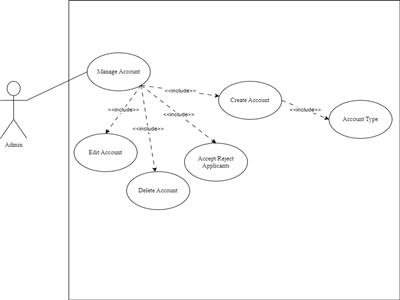 Manage Account
<<include>>
Create Account
<<include>>
<<include>>
<<include>>
Account Type
<<include>>
Admin
Edit Account
Accept Reject
Applicants
Delete Account